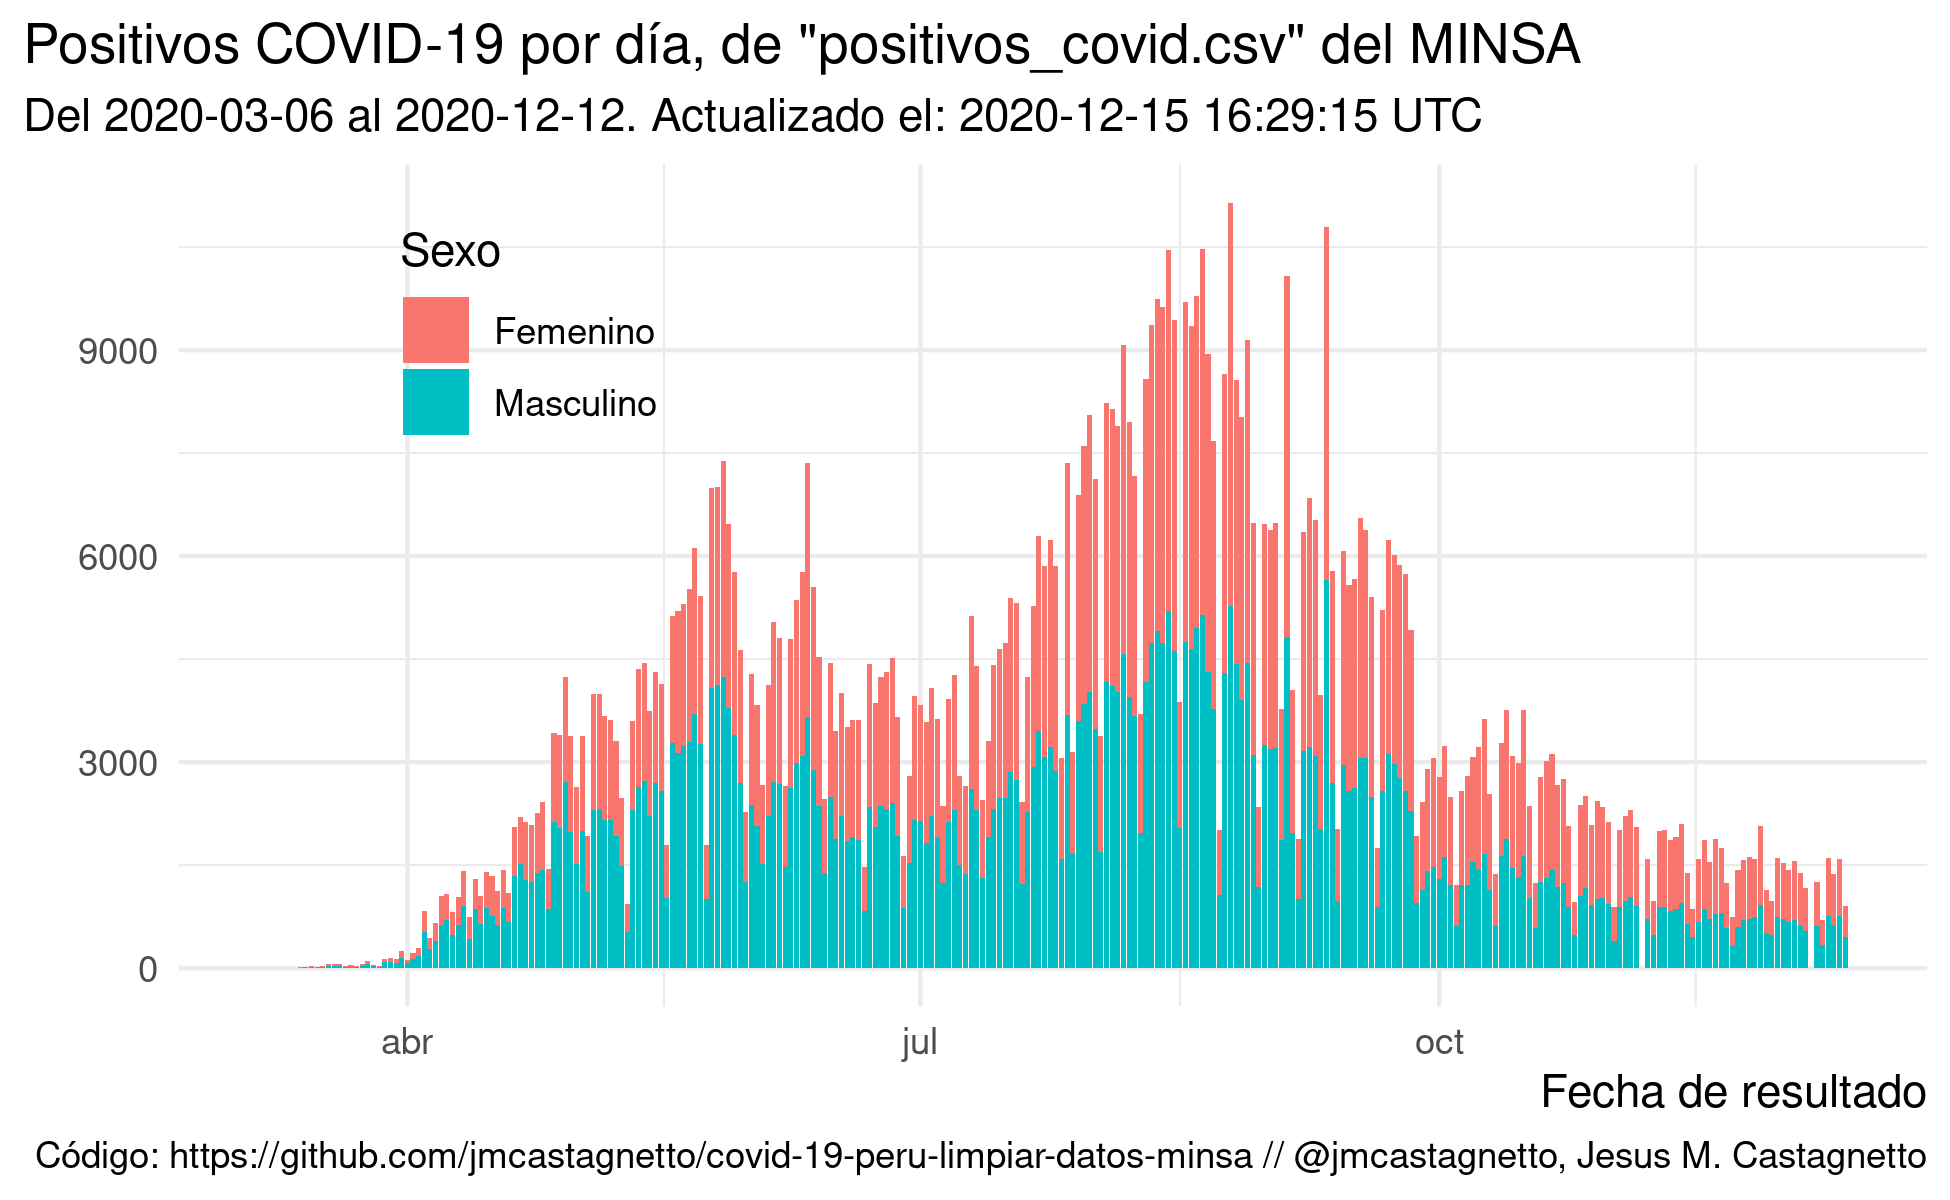 Positivos COVID-19 por día, de "positivos_covid.csv" del MINSA
Del 2020-03-06 al 2020-12-12. Actualizado el: 2020-12-15 16:29:15 UTC
Sexo
Femenino
Masculino
9000
6000
3000
0
abr
jul
oct
Fecha de resultado
Código: https://github.com/jmcastagnetto/covid-19-peru-limpiar-datos-minsa // @jmcastagnetto, Jesus M. Castagnetto